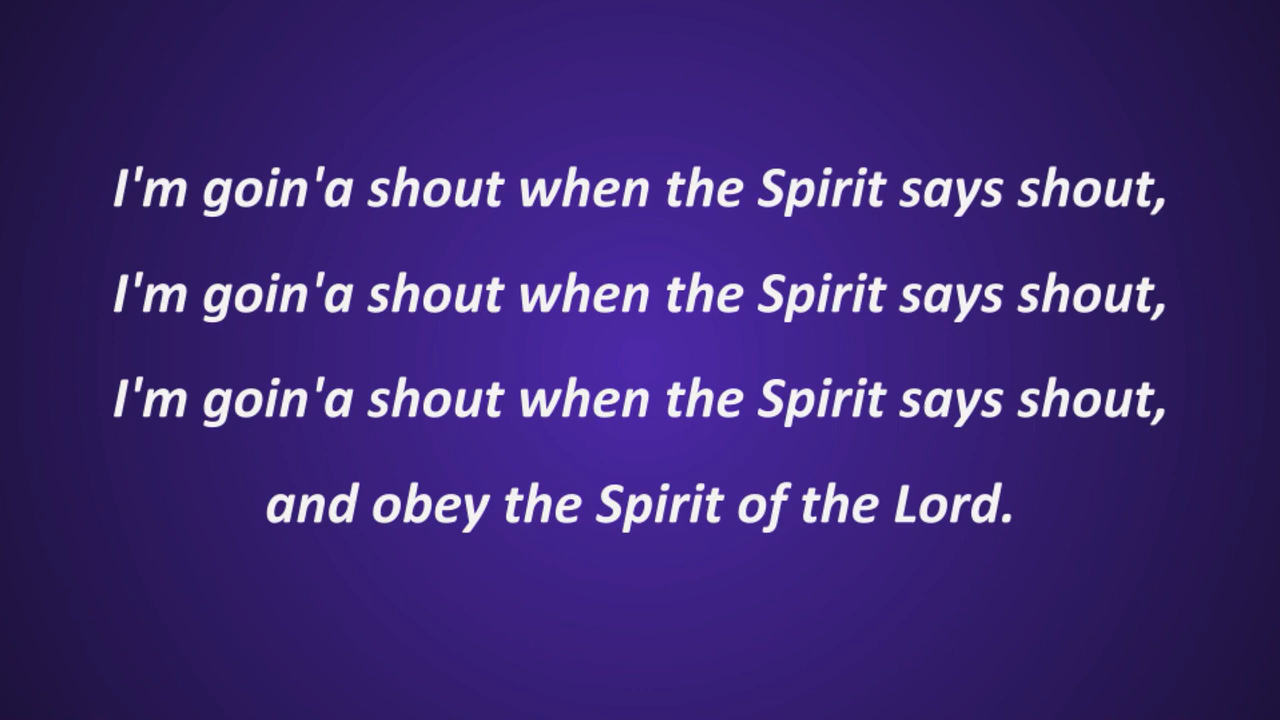 I'm goin'a shout when the Spirit says shout,
I'm goin'a shout when the Spirit says shout,
I'm goin'a shout when the Spirit says shout,
and obey the Spirit of the Lord.